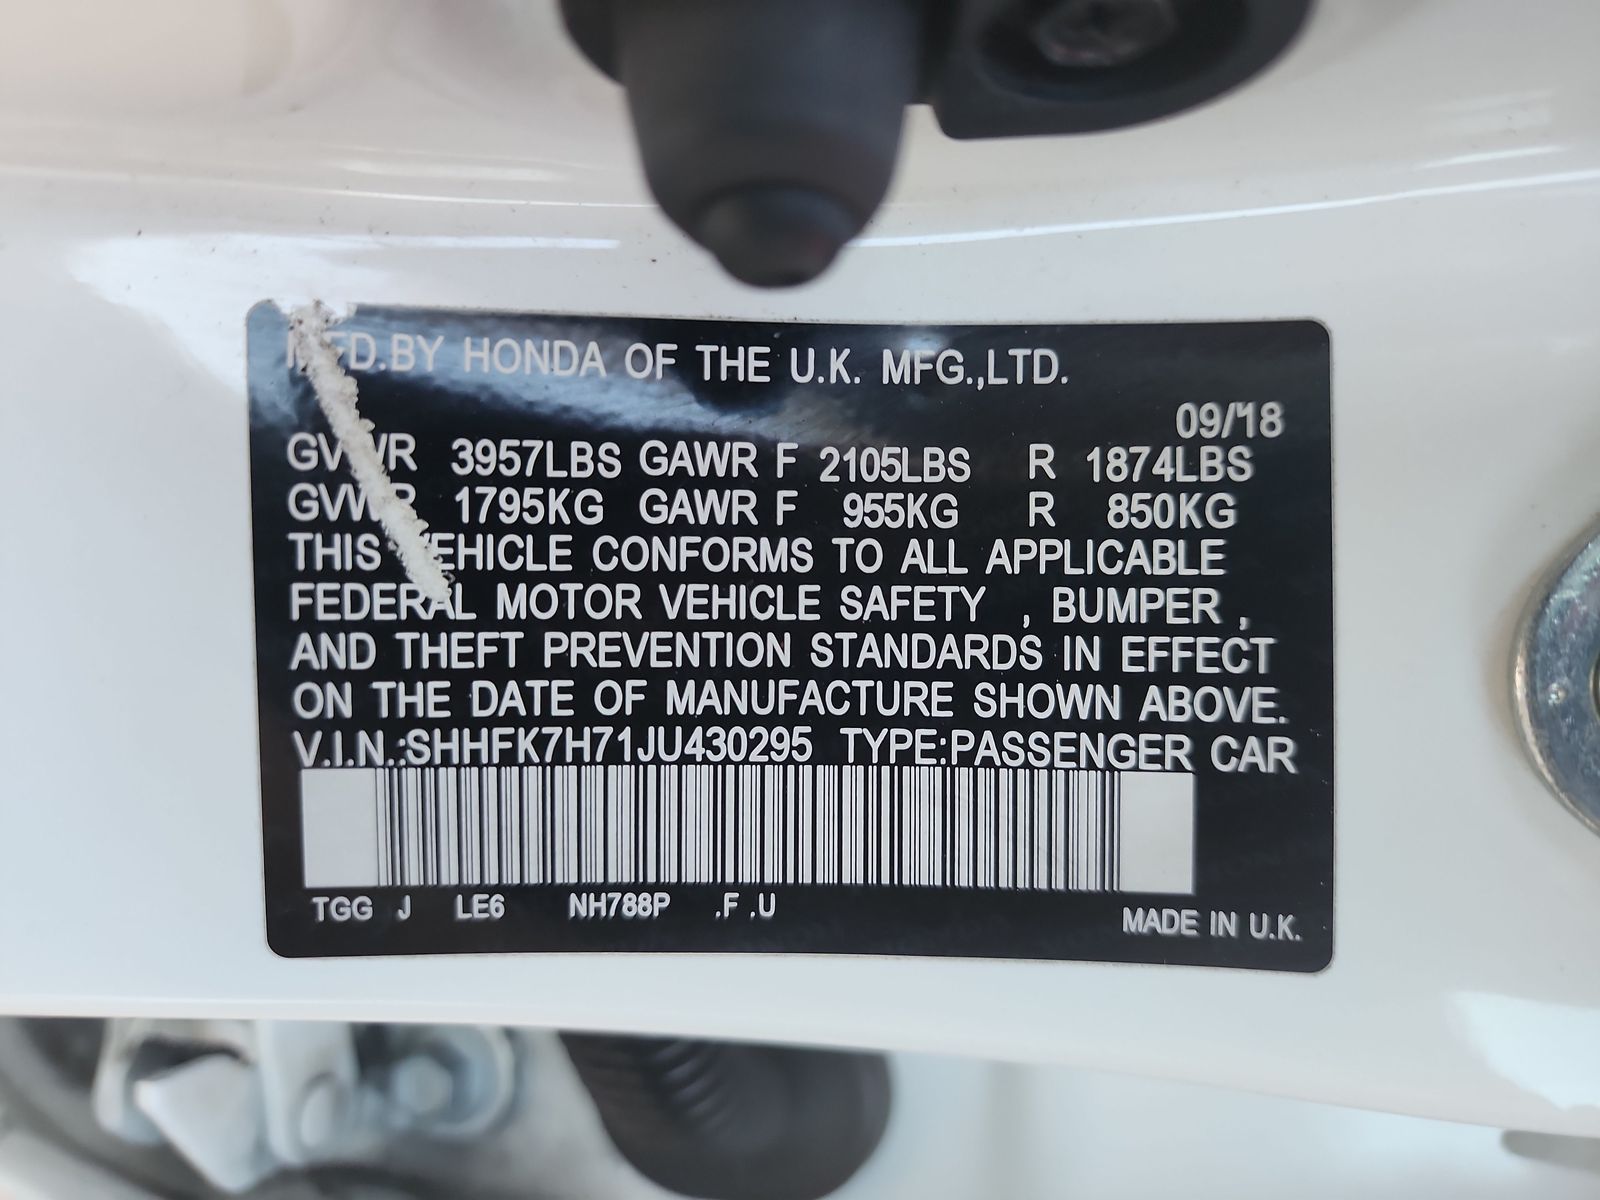 MFD.BY HONDA OF THE U.K. MFG.,LTD.
09/18
GVWR 3957LBS GAWR F 2105LBS R 1874LBS
GVWR 1795KG GAWR F 955KG R 850KG
THIS VEHICLE CONFORMS TO ALL APPLICABLE
FEDERAL MOTOR VEHICLE SAFETY , BUMPER ,
AND THEFT PREVENTION STANDARDS IN EFFECT
ON THE DATE OF MANUFACTURE SHOWN ABOVE.
V.I.N.:SHHFK7H71JU430295 TYPE:PASSENGER CAR
TGG J LE6 NH788P .F .U
MADE IN U.K.